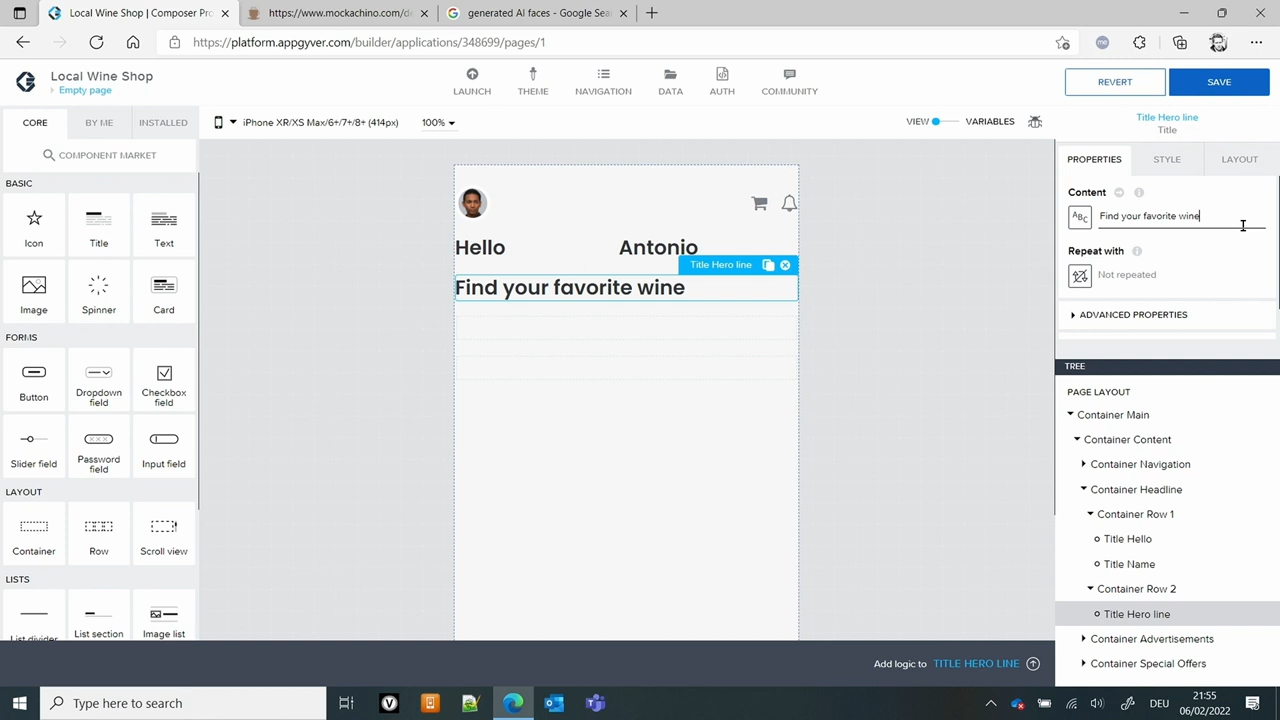 Local Wine Shop | Composer Pro
https://www.mockachino.com/de
generated AI faces - Google Sea
https://platform.appgyver.com/builder/applications/348699/pages/1
Local Wine Shop
Empty page
LAUNCH
THEME
NAVIGATION
DATA
AUTH
COMMUNITY
REVERT
SAVE
CORE
BY ME
INSTALLED
iPhone XR/XS Max/6+/7+/8+ (414px)
100%
VIEW
VARIABLES
COMPONENT MARKET
BASIC
Icon
Title
Text
Image
Spinner
Card
FORMS
Button
Dropdown field
Checkbox field
Slider field
Password field
Input field
LAYOUT
Container
Row
Scroll view
LISTS
List divider
List section
Image list
Hello
Antonio
Title Hero line
Find your favorite wine
Title Hero line
Title
PROPERTIES
STYLE
LAYOUT
Content
ABC
Find your favorite wine
Repeat with
Not repeated
ADVANCED PROPERTIES
TREE
PAGE LAYOUT
Container Main
Container Content
Container Navigation
Container Headline
Container Row 1
Title Hello
Title Name
Container Row 2
Title Hero line
Container Advertisements
Container Special Offers
Add logic to TITLE HERO LINE
Type here to search
DEU
21:55
06/02/2022